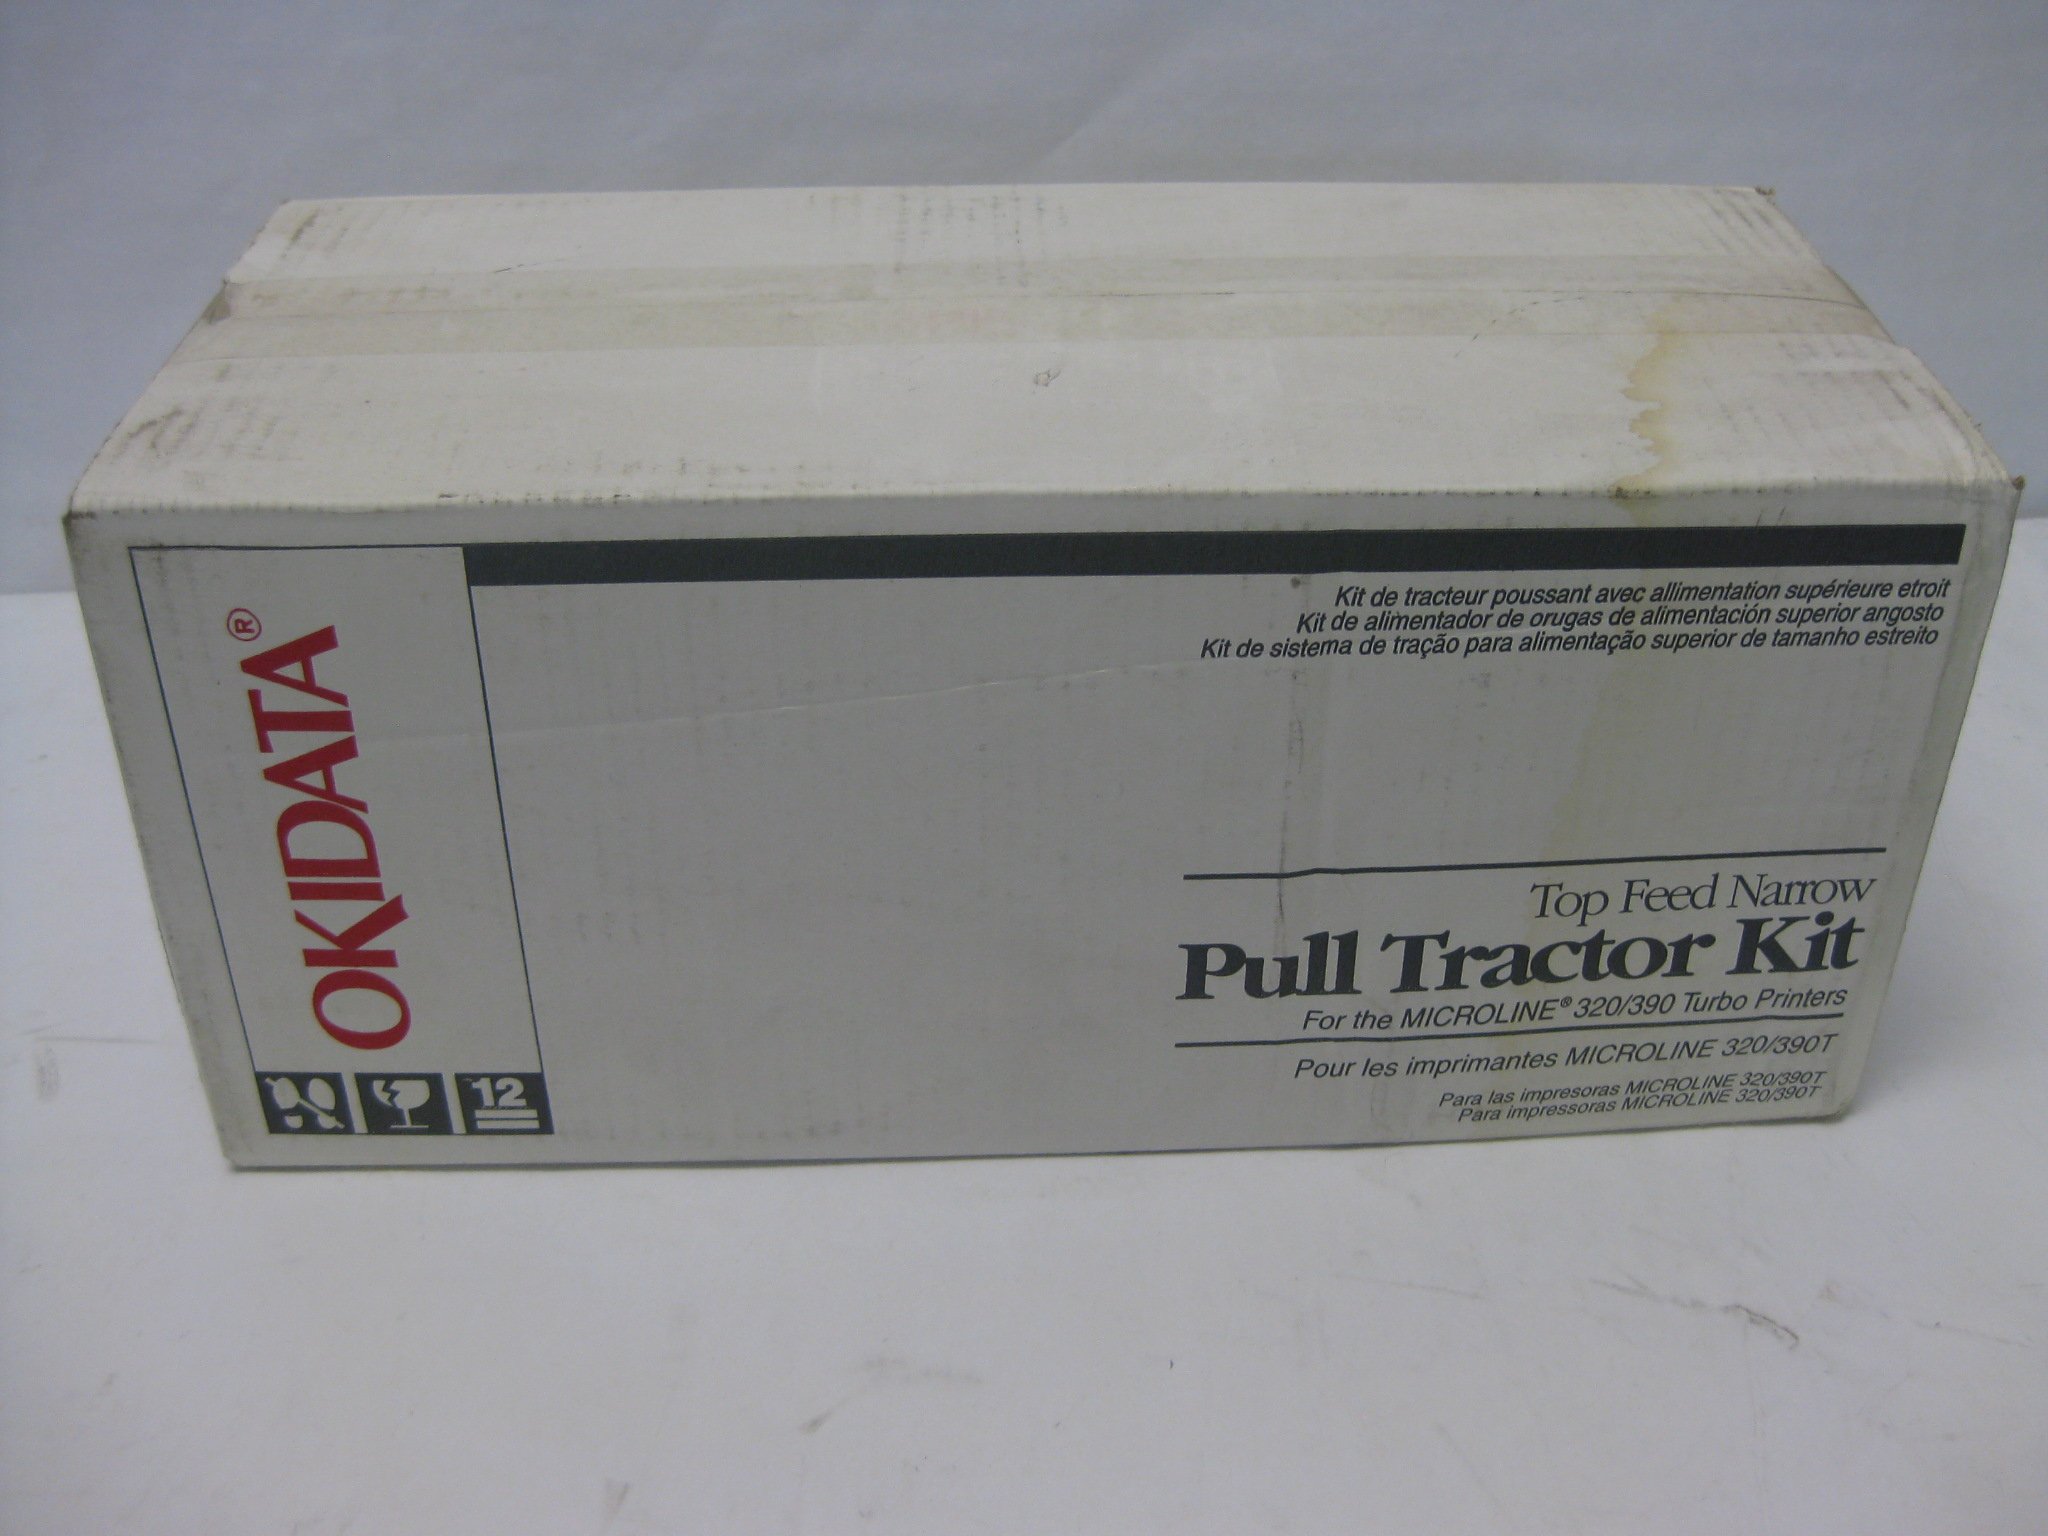 OKIDATA®
12
Kit de tracteur poussant avec allimentation supérieure etroit
Kit de alimentador de orugas de alimentación superior angosto
Kit de sistema de tração para alimentação superior de tamanho estreito
Top Feed Narrow
Pull Tractor Kit
For the MICROLINE® 320/390 Turbo Printers
Pour les imprimantes MICROLINE 320/390T
Para las impresoras MICROLINE 320/390T
Para impressoras MICROLINE 320/390T